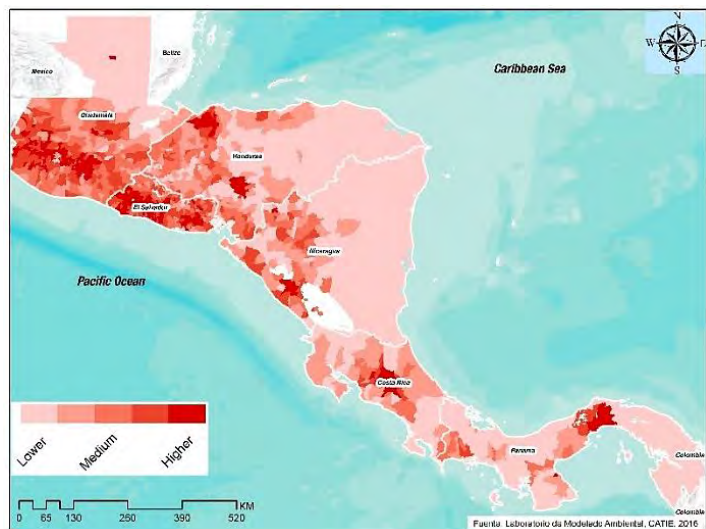 N
W E
S
Belize
Mexico
Caribbean Sea
Guatemala
Honduras
El Salvador
Nicaragua
Pacific Ocean
Costa Rica
Panama
Colombia
Colombia
Lower
Medium
Higher
KM
0 65 130 260 390 520
Fuente: Laboratorio de Modelado Ambiental, CATIE, 2016